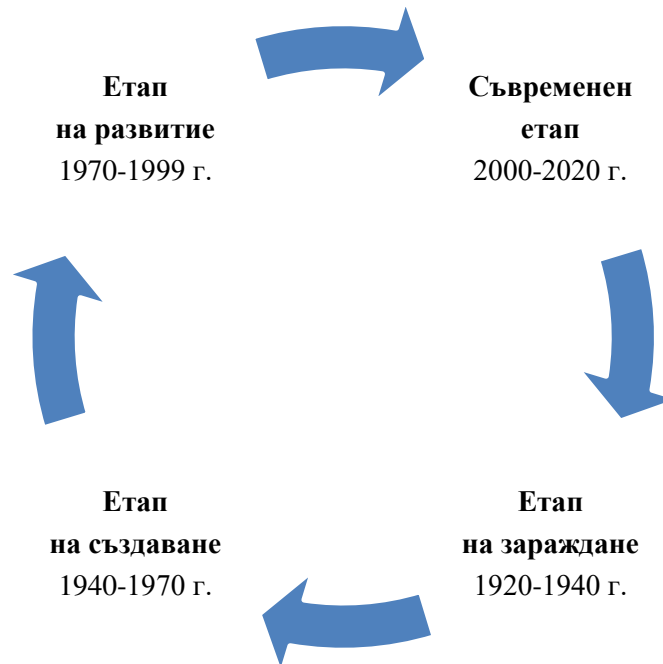 Етап
на развитие
1970-1999 г.
Съвременен
етап
2000-2020 г.
Етап
на създаване
1940-1970 г.
Етап
на зараждане
1920-1940 г.